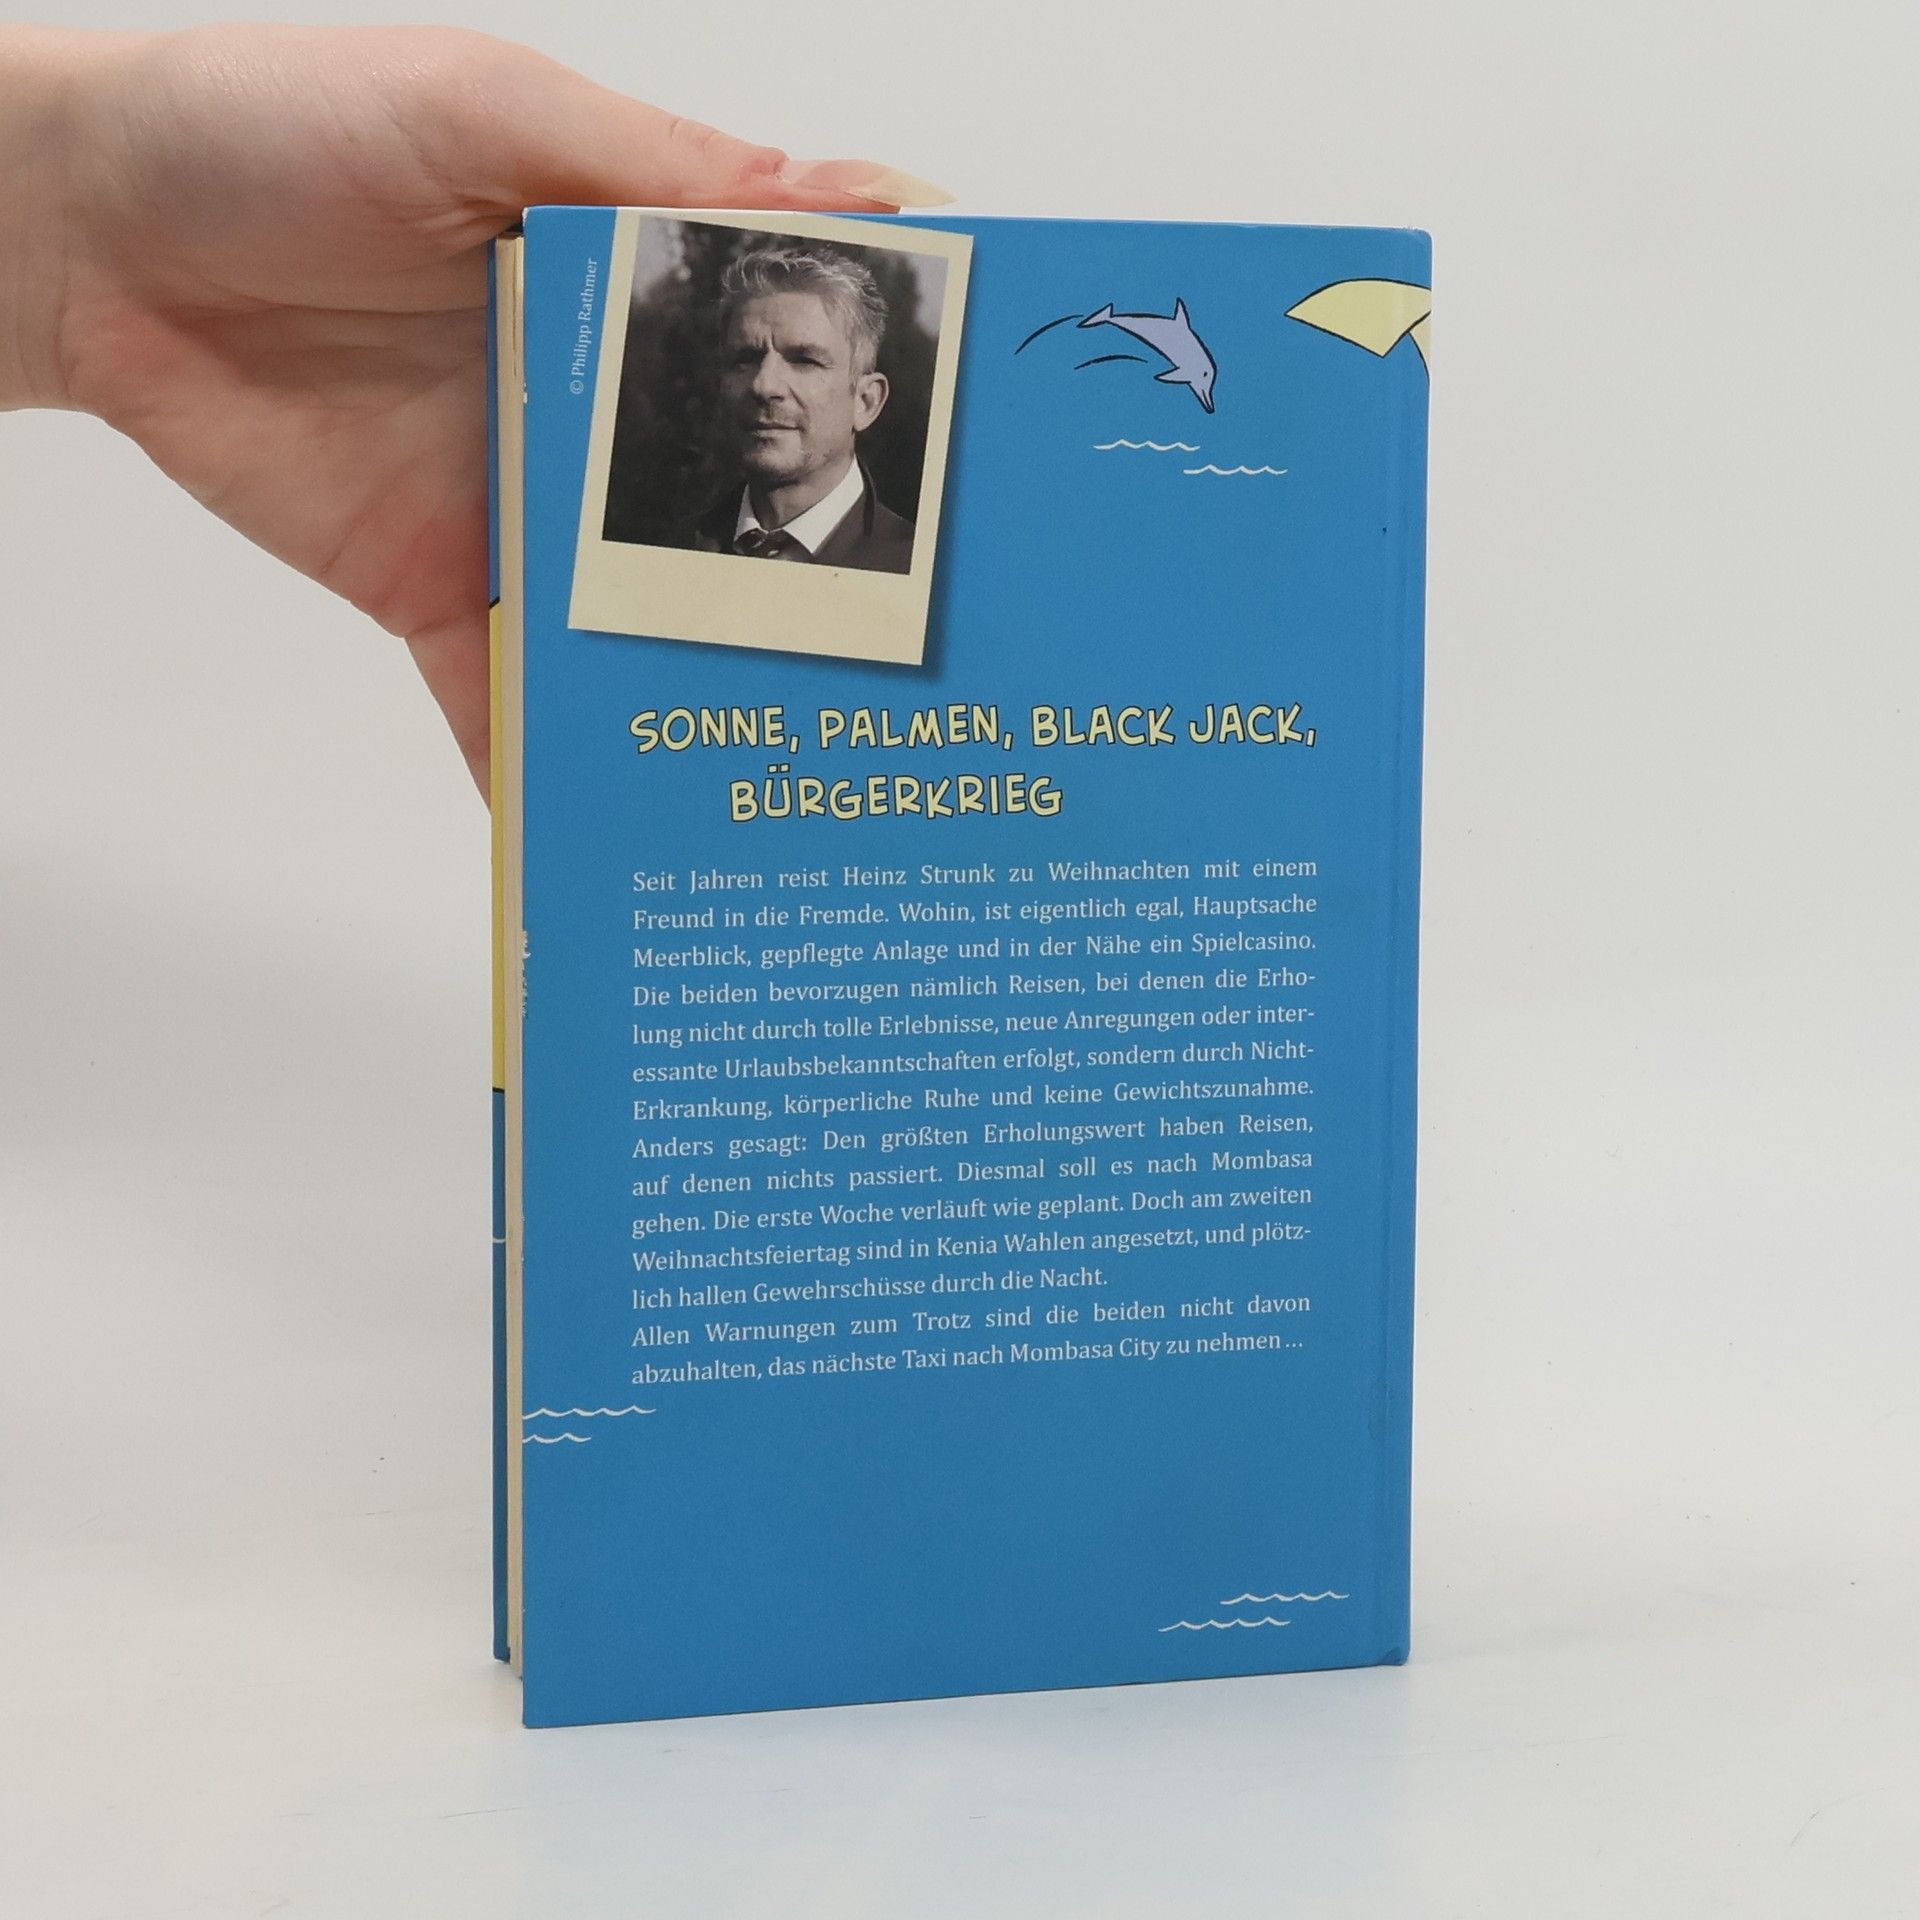 © Philipp Rathmer
SONNE, PALMEN, BLACK JACK,
BÜRGERKRIEG
Seit Jahren reist Heinz Strunk zu Weihnachten mit einem
Freund in die Fremde. Wohin, ist eigentlich egal, Hauptsache
Meerblick, gepflegte Anlage und in der Nähe ein Spielcasino.
Die beiden bevorzugen nämlich Reisen, bei denen die Erho-
lung nicht durch tolle Erlebnisse, neue Anregungen oder inter-
essante Urlaubsbekanntschaften erfolgt, sondern durch Nicht-
Erkrankung, körperliche Ruhe und keine Gewichtszunahme.
Anders gesagt: Den größten Erholungswert haben Reisen,
auf denen nichts passiert. Diesmal soll es nach Mombasa
gehen. Die erste Woche verläuft wie geplant. Doch am zweiten
Weihnachtsfeiertag sind in Kenia Wahlen angesetzt, und plötz-
lich hallen Gewehrschüsse durch die Nacht.
Allen Warnungen zum Trotz sind die beiden nicht davon
abzuhalten, das nächste Taxi nach Mombasa City zu nehmen ...